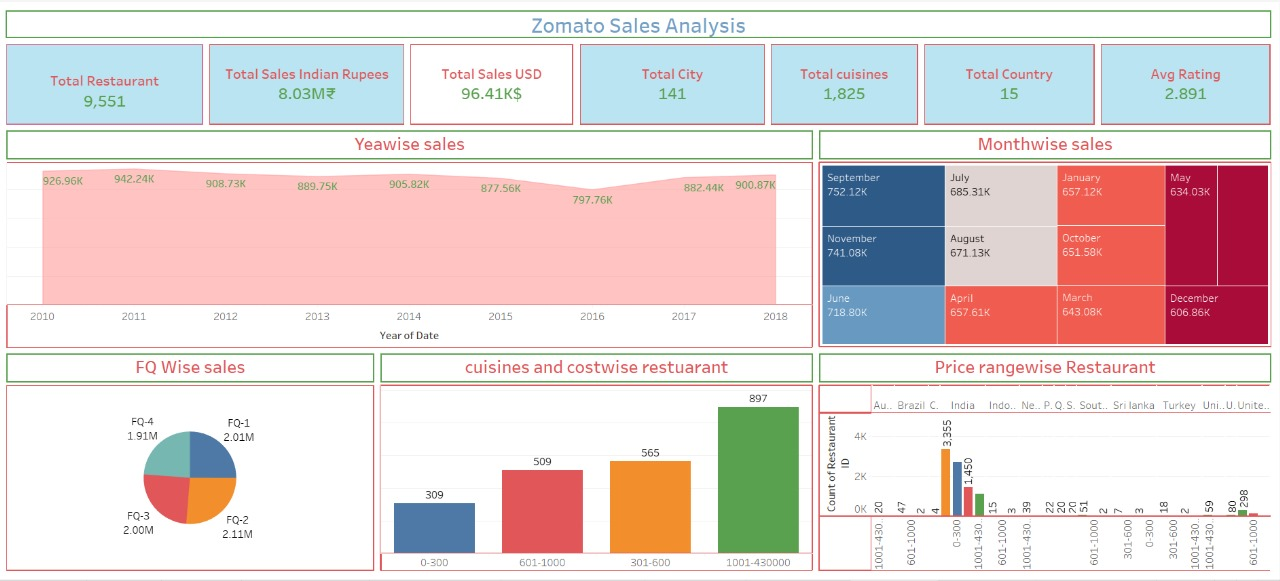 Zomato Sales Analysis
Total Restaurant
9,551
Total Sales Indian Rupees
8.03M₹
Total Sales USD
96.41K$
Total City
141
Total cuisines
1,825
Total Country
15
Avg Rating
2.891
Yeawise sales
926.96K 942.24K 908.73K 889.75K 905.82K 877.56K 797.76K 882.44K 900.87K
2010 2011 2012 2013 2014 2015 2016 2017 2018
Year of Date
Monthwise sales
September
752.12K
July
685.31K
January
657.12K
May
634.03K
November
741.08K
August
671.13K
October
651.58K
June
718.80K
April
657.61K
March
643.08K
December
606.86K
FQ Wise sales
FQ-4
1.91M
FQ-1
2.01M
FQ-3
2.00M
FQ-2
2.11M
cuisines and costwise restuarant
309 509 565 897
0-300 601-1000 301-600 1001-430000
Price rangewise Restaurant
Au.. Brazil C. India Indo.. Ne.. P. Q. S. Sout.. Sri lanka Turkey Uni.. U. Unite..
Count of Restaurant
ID
4K
2K
0K
20 47 2 4 3,355 1,450 15 3 39 22 20 20 51 2 7 3 18 2 59 80 298
1001-430.. 601-1000 0-300 1001-430.. 601-1000 301-600 1001-430.. 601-1000 301-600 0-300 301-600 601-1000 1001-430.. 1001-430.. 601-1000